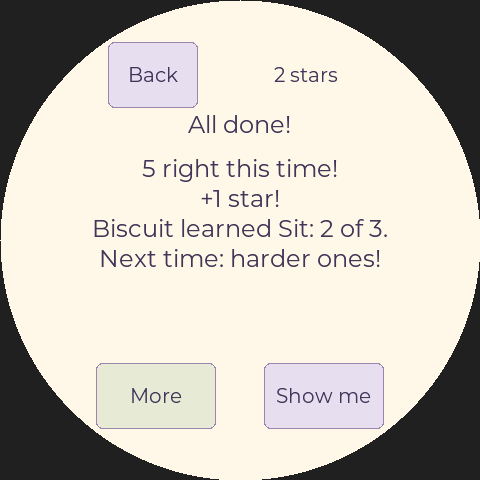 Back
2 stars
All done!
5 right this time!
+1 star!
Biscuit learned Sit: 2 of 3.
Next time: harder ones!
More
Show me